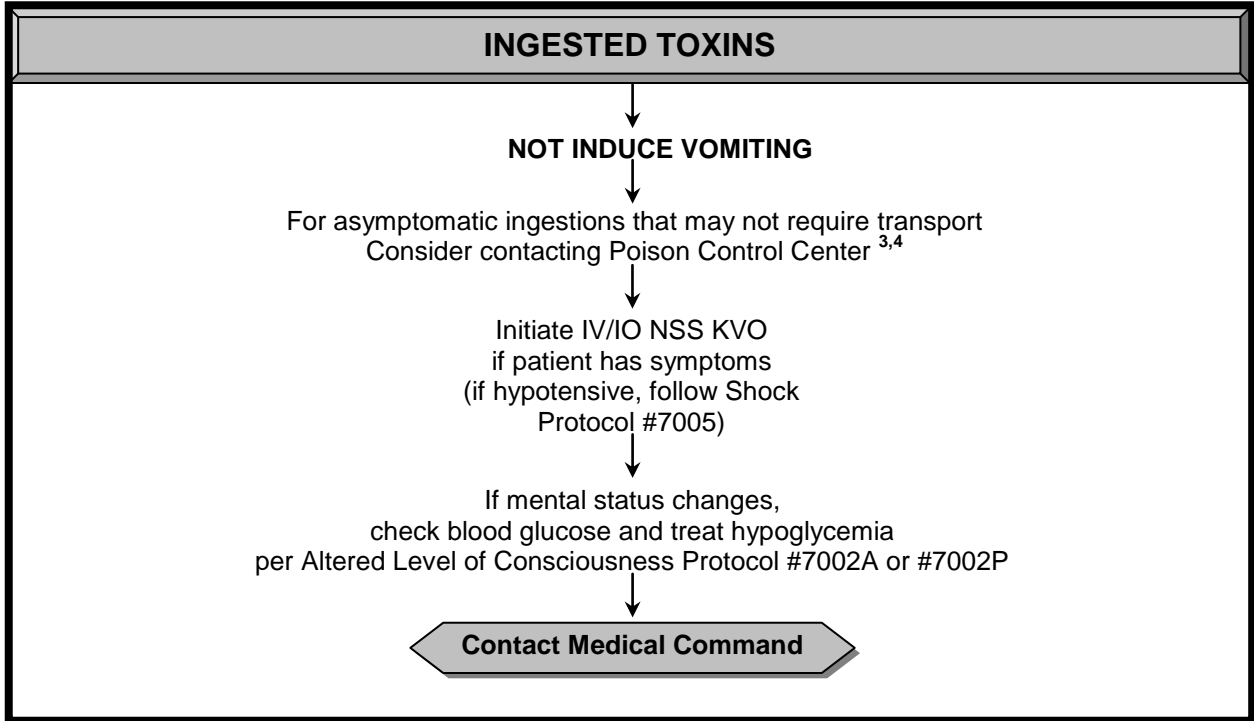 INGESTED TOXINS
NOT INDUCE VOMITING
For asymptomatic ingestions that may not require transport
Consider contacting Poison Control Center 3,4
Initiate IV/IO NSS KVO
if patient has symptoms
(if hypotensive, follow Shock
Protocol #7005)
If mental status changes,
check blood glucose and treat hypoglycemia
per Altered Level of Consciousness Protocol #7002A or #7002P
Contact Medical Command